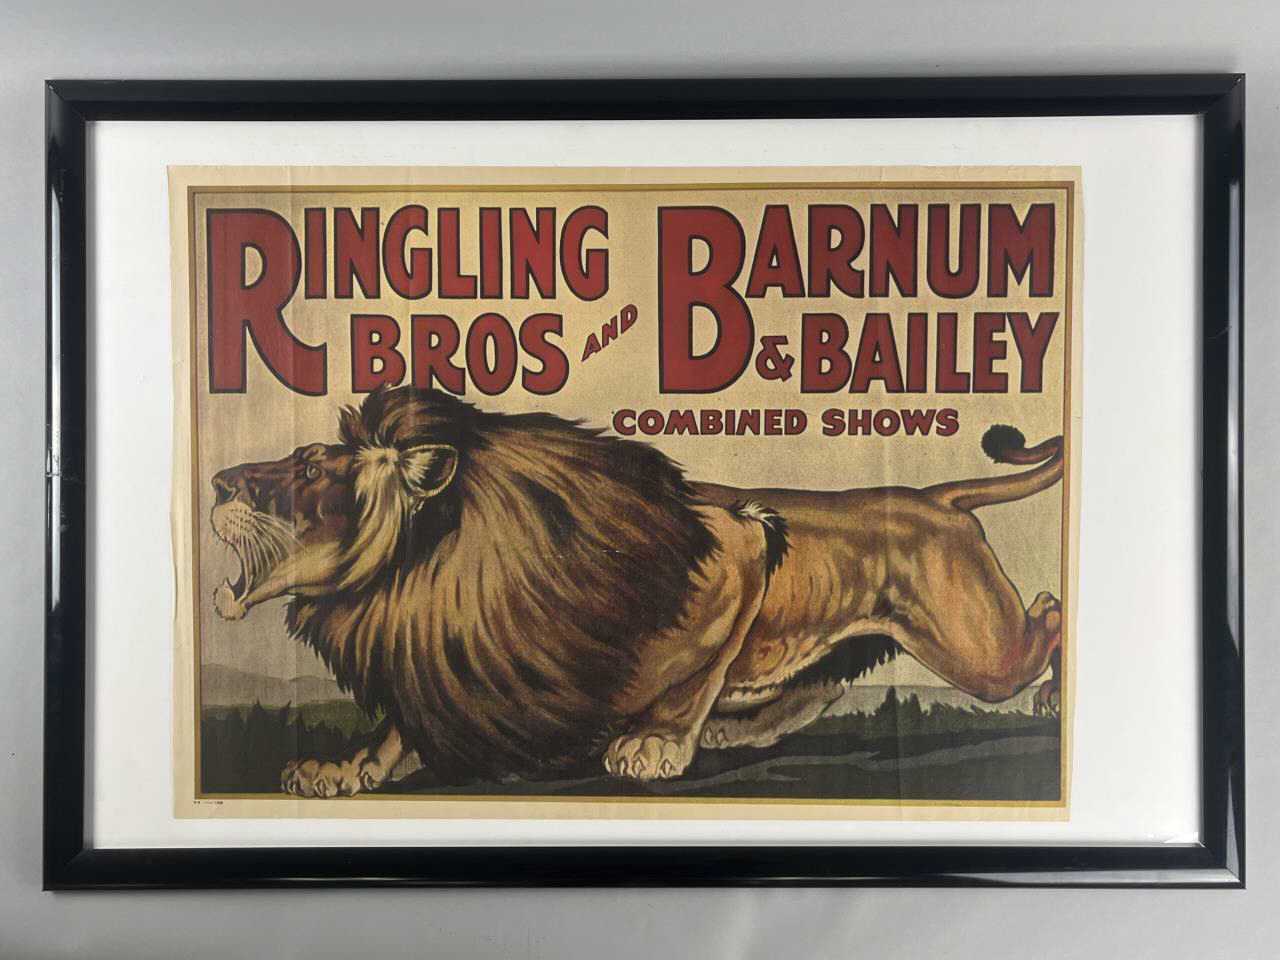 RINGLING BARNUM
BROS AND & BAILEY
COMBINED SHOWS